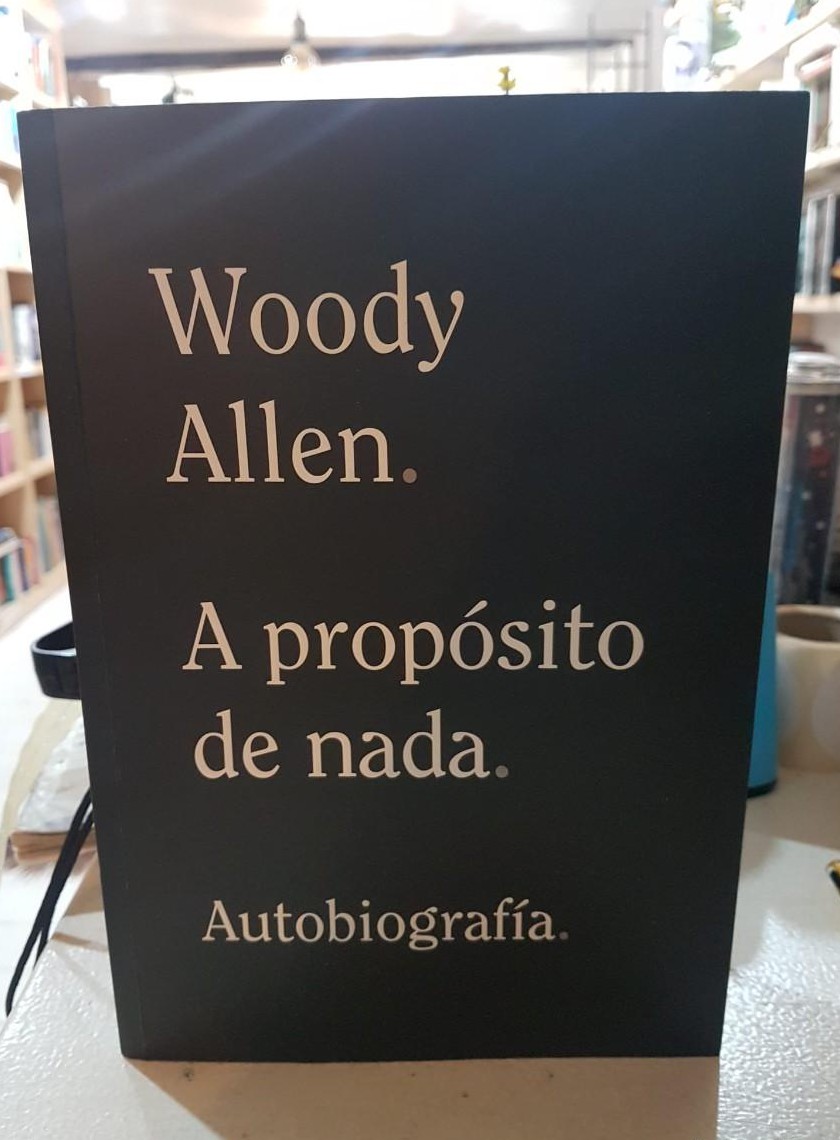 Woody
Allen.
A propósito
de nada.
Autobiografía.